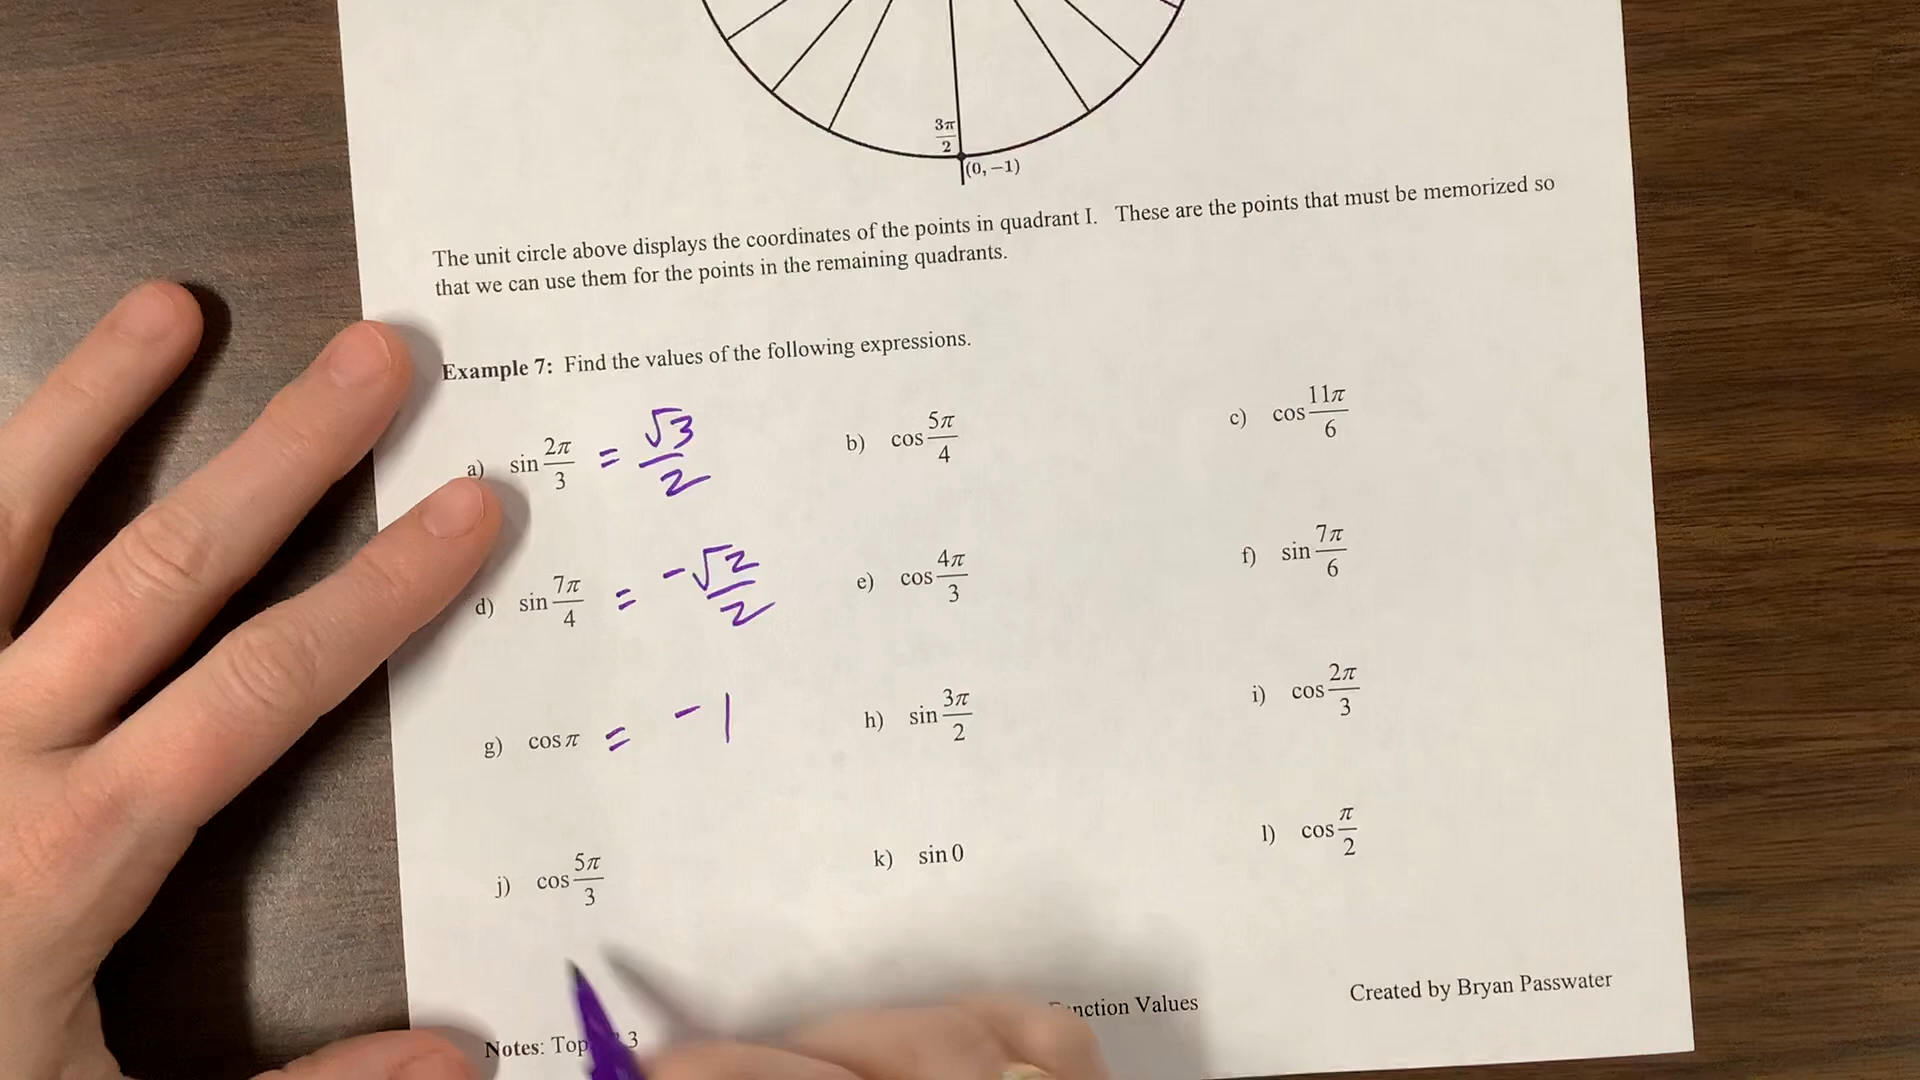 3π/2
(0, −1)
The unit circle above displays the coordinates of the points in quadrant I. These are the points that must be memorized so
that we can use them for the points in the remaining quadrants.
Example 7: Find the values of the following expressions.
a) sin 2π/3 = √3/2
b) cos 5π/4
c) cos 11π/6
d) sin 7π/4 = -√2/2
e) cos 4π/3
f) sin 7π/6
g) cos π = -1
h) sin 3π/2
i) cos 2π/3
j) cos 5π/3
k) sin 0
l) cos π/2
Notes: 3 Values Created by Bryan Passwater